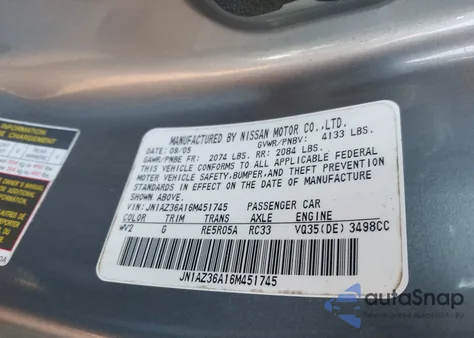 MANUFACTURED BY NISSAN MOTOR CO.,LTD.
DATE: 09/05 GVWR/PNBV: 4133 LBS.
GAWR/PNBE FR: 2074 LBS. RR: 2084 LBS.
THIS VEHICLE CONFORMS TO ALL APPLICABLE FEDERAL
MOTOR VEHICLE SAFETY, BUMPER, AND THEFT PREVENTION
STANDARDS IN EFFECT ON THE DATE OF MANUFACTURE
SHOWN ABOVE.
VIN: JN1AZ36A16M451745 PASSENGER CAR
COLOR TRIM TRANS AXLE ENGINE
WV2 G RE5R05A RC33 VQ35(DE) 3498CC
JN1AZ36A16M451745
autoSnap